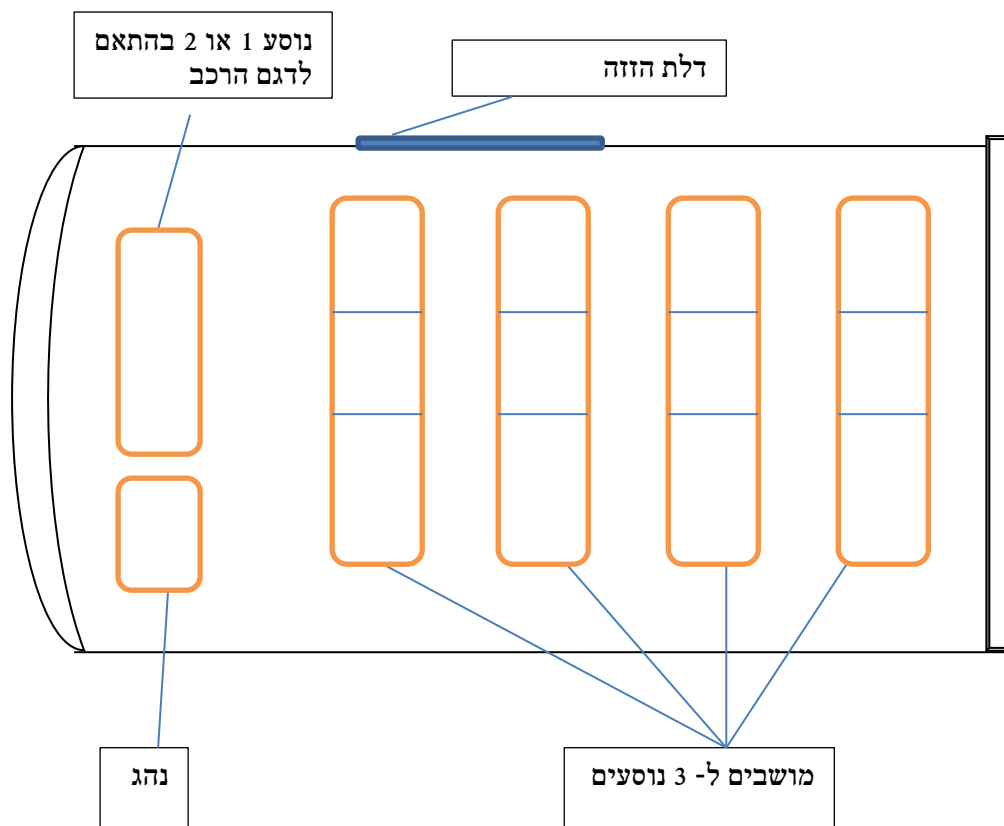 נוסע 1 או 2 בהתאם
לדגם הרכב
דלת הזזה
נהג
מושבים ל- 3 נוסעים